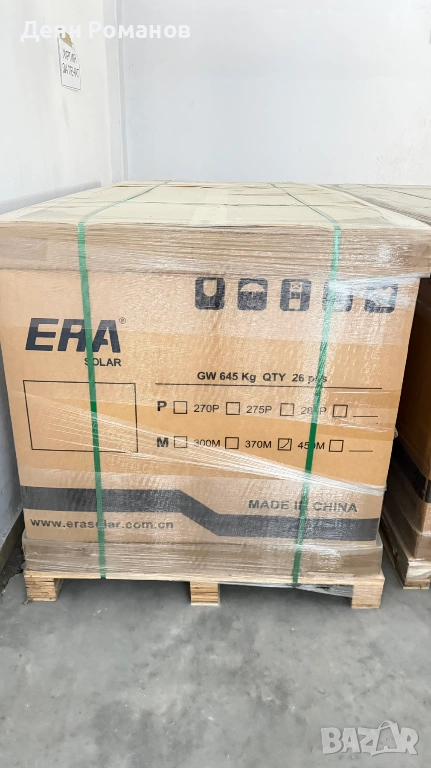 Деян Романов
ERA®
SOLAR
GW 645 Kg QTY 26 pcs
P 270P 275P
M 300M 370M 450M
MADE IN CHINA
www.erasolar.com.cn
BAZAR